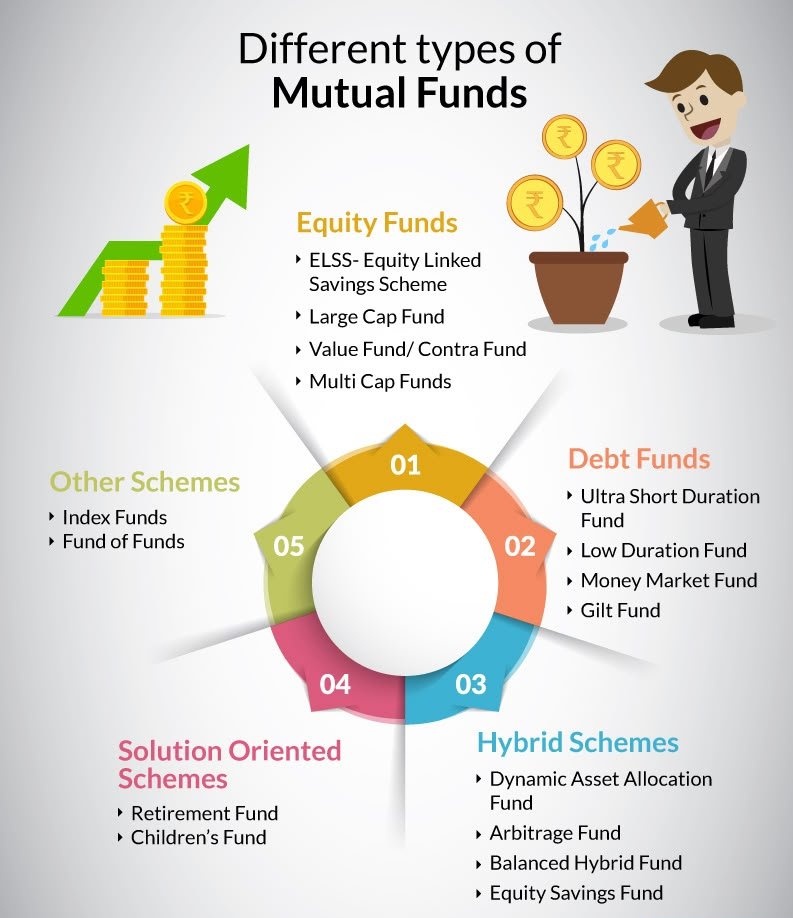 Different types of
Mutual Funds
₹
₹
₹
₹
Equity Funds
ELSS- Equity Linked
Savings Scheme
Large Cap Fund
Value Fund/ Contra Fund
Multi Cap Funds
01
Debt Funds
Ultra Short Duration
Fund
Low Duration Fund
Money Market Fund
Gilt Fund
02
Hybrid Schemes
Dynamic Asset Allocation
Fund
Arbitrage Fund
Balanced Hybrid Fund
Equity Savings Fund
03
Solution Oriented
Schemes
Retirement Fund
Children’s Fund
04
Other Schemes
Index Funds
Fund of Funds
05